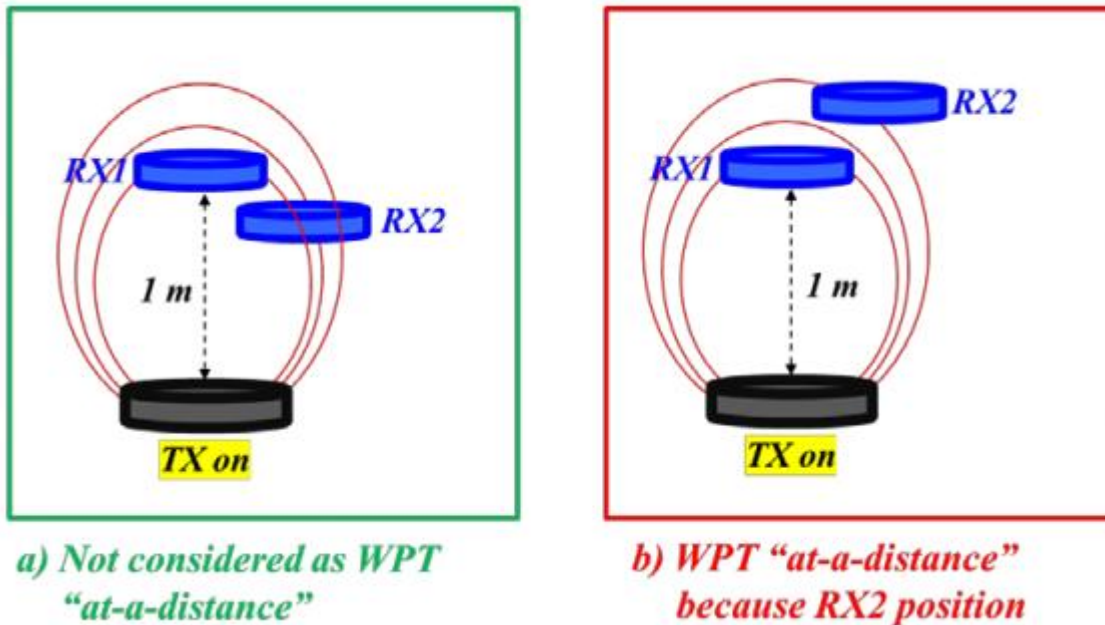 RX1
RX2
1 m
TX on
a) Not considered as WPT
“at-a-distance”
RX2
RX1
1 m
TX on
b) WPT “at-a-distance”
because RX2 position